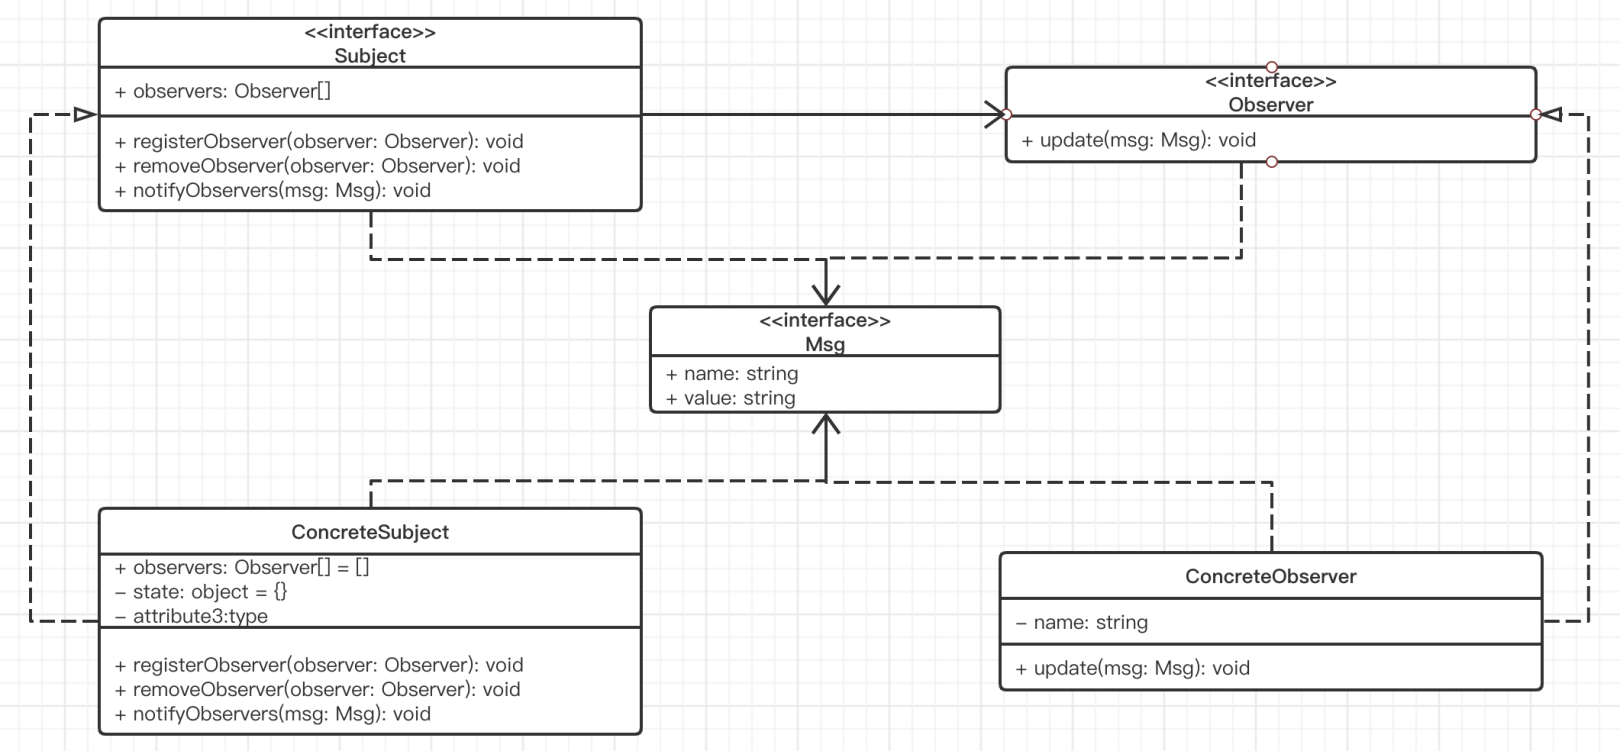 <<interface>>
Subject
+ observers: Observer[]
+ registerObserver(observer: Observer): void
+ removeObserver(observer: Observer): void
+ notifyObservers(msg: Msg): void
<<interface>>
Observer
+ update(msg: Msg): void
<<interface>>
Msg
+ name: string
+ value: string
ConcreteSubject
+ observers: Observer[] = []
− state: object = {}
− attribute3:type
+ registerObserver(observer: Observer): void
+ removeObserver(observer: Observer): void
+ notifyObservers(msg: Msg): void
ConcreteObserver
− name: string
+ update(msg: Msg): void